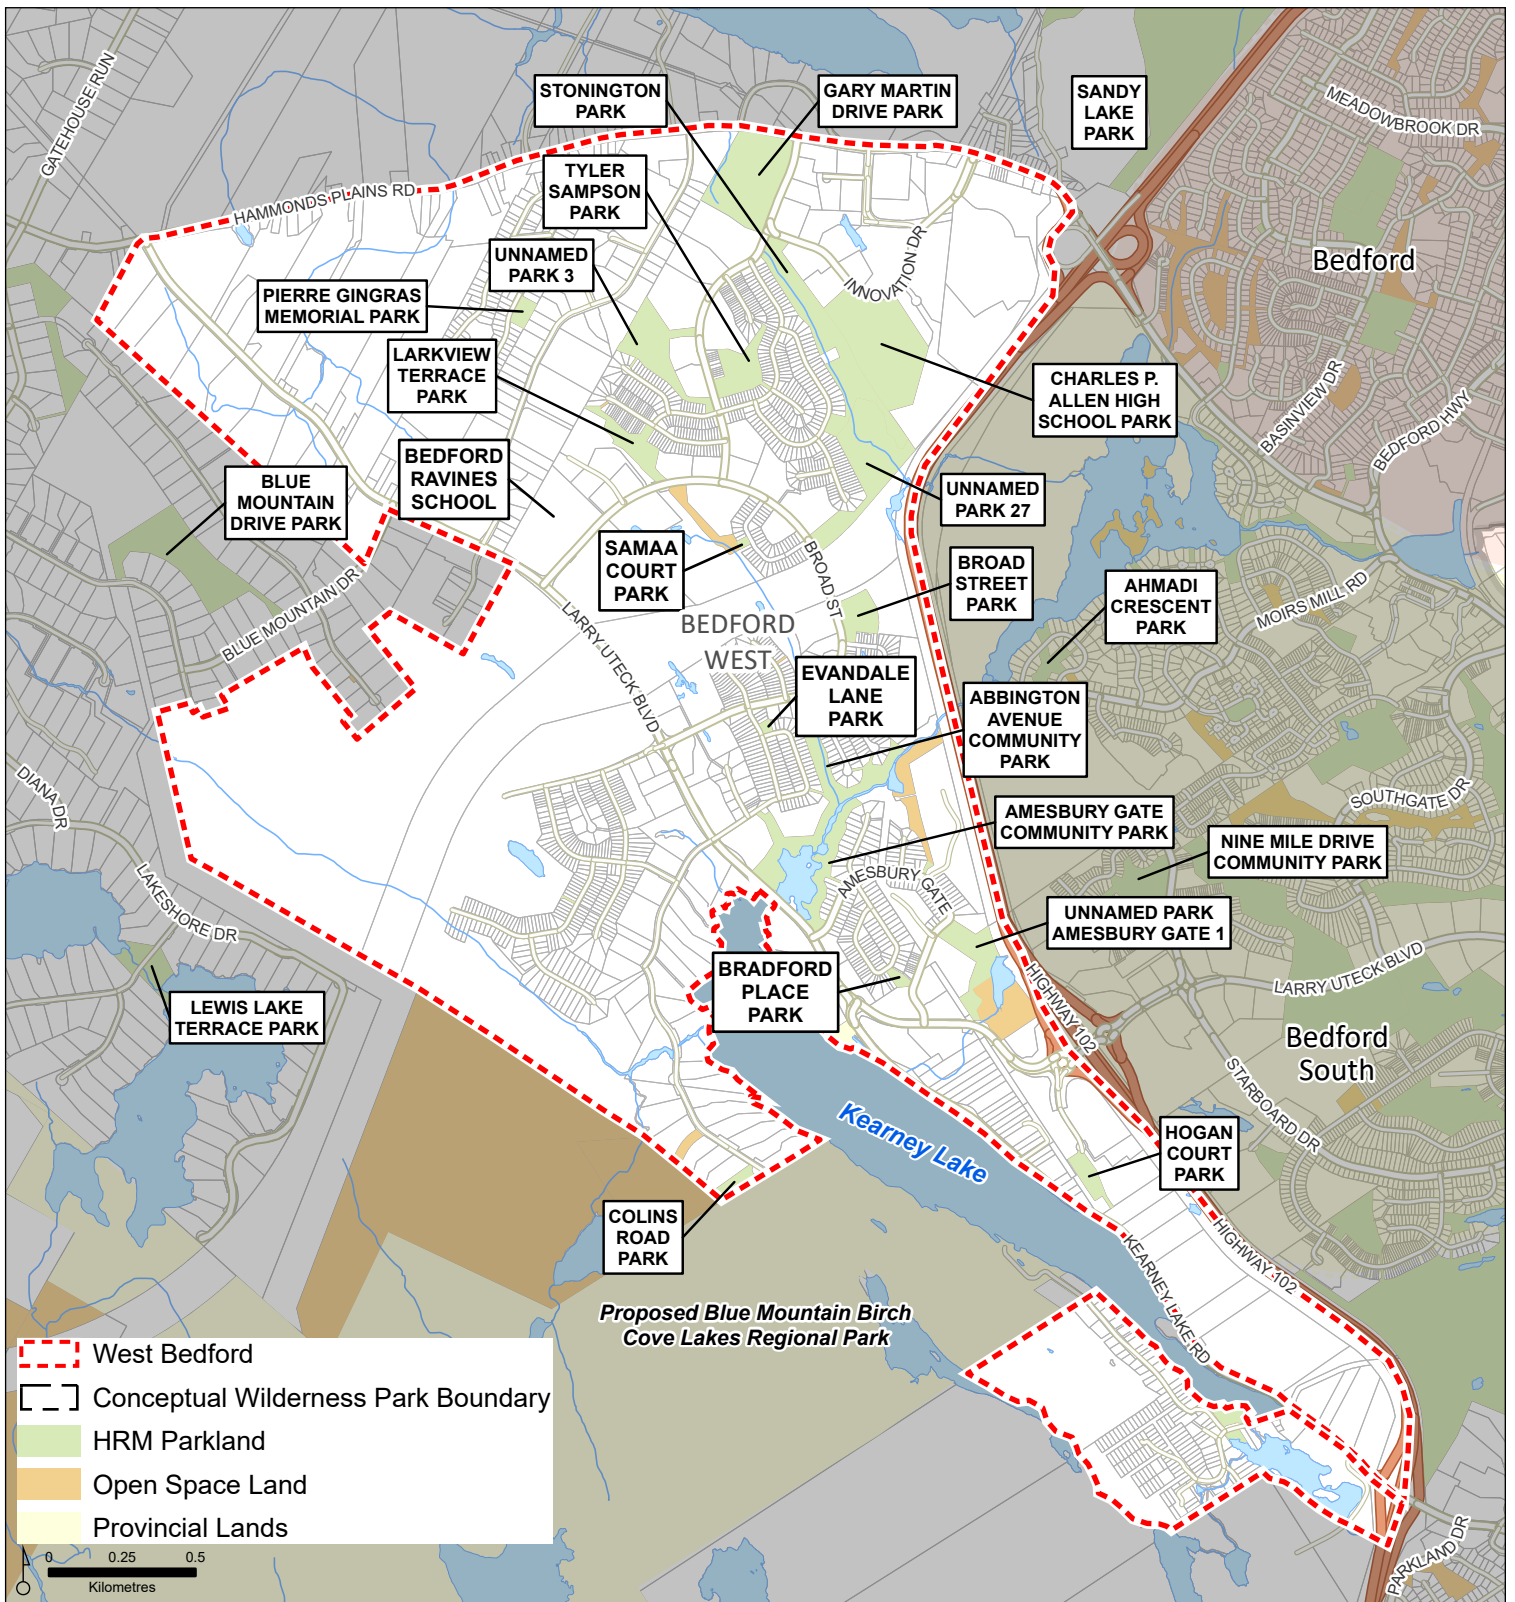 STONINGTON
PARK
GARY MARTIN
DRIVE PARK
SANDY
LAKE
PARK
MEADOWBROOK DR
GATEHOUSE RUN
TYLER
SAMPSON
PARK
HAMMONDS PLAINS RD
UNNAMED
PARK 3
INNOVATION DR
Bedford
PIERRE GINGRAS
MEMORIAL PARK
LARKVIEW
TERRACE
PARK
CHARLES P.
ALLEN HIGH
SCHOOL PARK
BASINVIEW DR
BEDFORD HWY
BEDFORD
RAVINES
SCHOOL
BLUE
MOUNTAIN
DRIVE PARK
UNNAMED
PARK 27
SAMAA
COURT
PARK
BROAD ST
BROAD
STREET
PARK
AHMADI
CRESCENT
PARK
MOIRS MILL RD
BLUE MOUNTAIN DR
LARRY UTECK BLVD
BEDFORD
WEST
EVANDALE
LANE
PARK
ABBINGTON
AVENUE
COMMUNITY
PARK
DIANA DR
SOUTHGATE DR
AMESBURY GATE
COMMUNITY PARK
NINE MILE DRIVE
COMMUNITY PARK
LAKESHORE DR
AMESBURY GATE
UNNAMED PARK
AMESBURY GATE 1
BRADFORD
PLACE
PARK
HIGHWAY 102
LARRY UTECK BLVD
LEWIS LAKE
TERRACE PARK
Bedford
South
STARBOARD DR
Kearney Lake
HOGAN
COURT
PARK
COLINS
ROAD
PARK
KEARNEY LAKE RD
HIGHWAY 102
Proposed Blue Mountain Birch
Cove Lakes Regional Park
West Bedford
Conceptual Wilderness Park Boundary
HRM Parkland
Open Space Land
Provincial Lands
0 0.25 0.5
Kilometres
PARKLAND DR